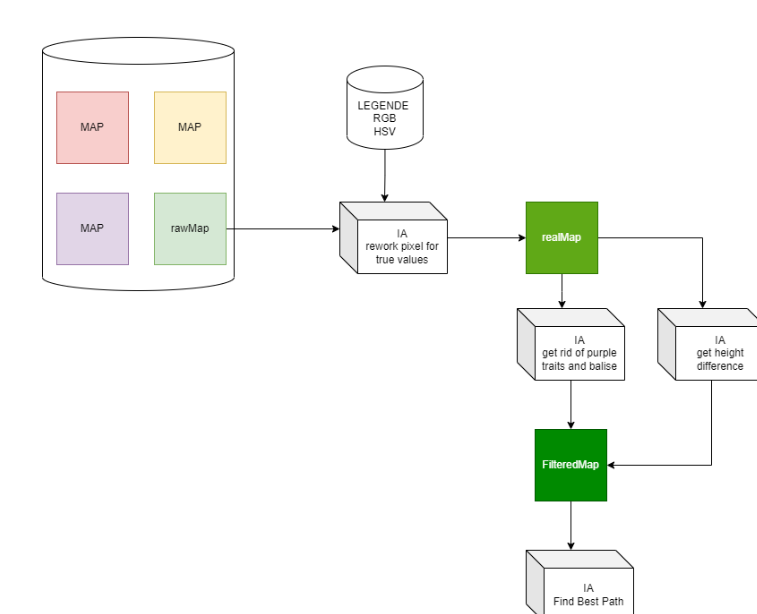 MAP
MAP
MAP
rawMap
LEGENDE
RGB
HSV
IA
rework pixel for
true values
realMap
IA
get rid of purple
traits and balise
IA
get height
difference
FilteredMap
IA
Find Best Path